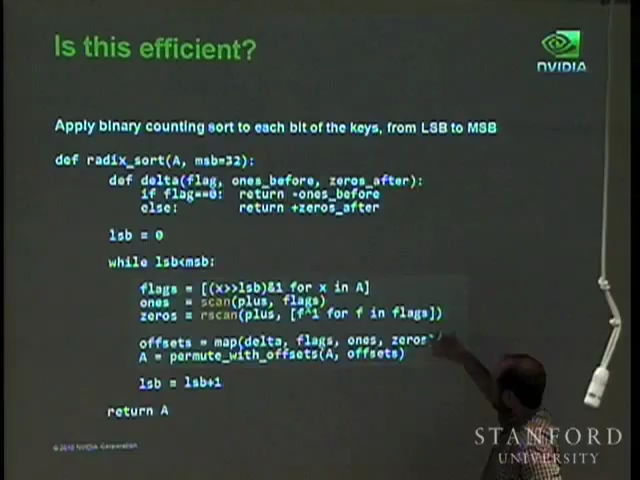 Is this efficient?
NVIDIA
Apply binary counting sort to each bit of the keys, from LSB to MSB
def radix_sort(A, msb=32):
def delta(flag, ones_before, zeros_after):
if flag==0: return -ones_before
else: return +zeros_after
lsb = 0
while lsb<msb:
flags = [(x>>lsb)&1 for x in A]
ones = scan(plus, flags)
zeros = rscan(plus, [f^1 for f in flags])
offsets = map(delta, flags, ones, zeros)
A = permute_with_offsets(A, offsets)
lsb = lsb+1
return A
© 2010 NVIDIA Corporation
STANFORD
UNIVERSITY